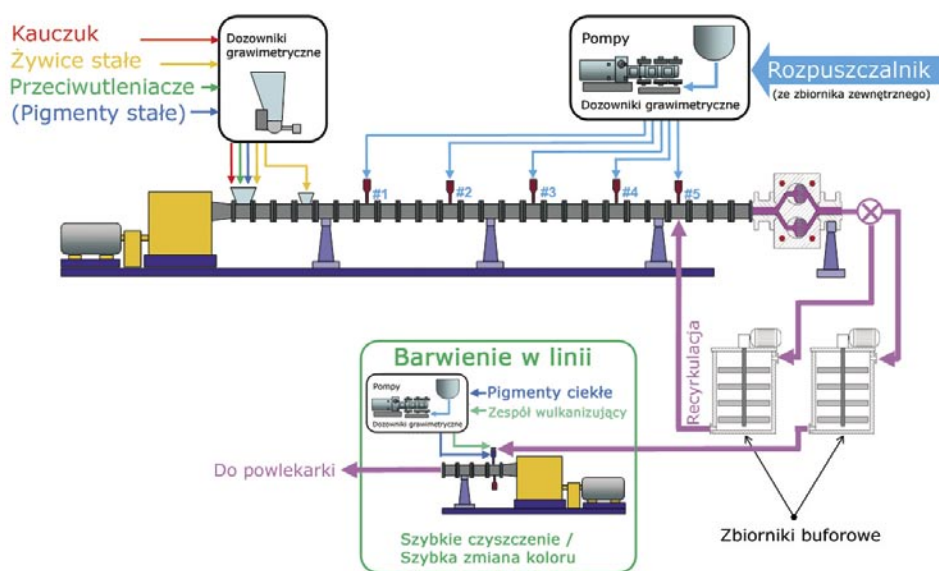 Kauczuk
Żywice stałe
Przeciwutleniacze
(Pigmenty stałe)
Dozowniki
grawimetryczne
Pompy
Dozowniki grawimetryczne
Rozpuszczalnik
(ze zbiornika zewnętrznego)
#1
#2
#3
#4
#5
Recyrkulacja
Barwienie w linii
Pompy
Dozowniki grawimetryczne
Pigmenty ciekłe
Zespół wulkanizujący
Do powlekarki
Szybkie czyszczenie /
Szybka zmiana koloru
Zbiorniki buforowe